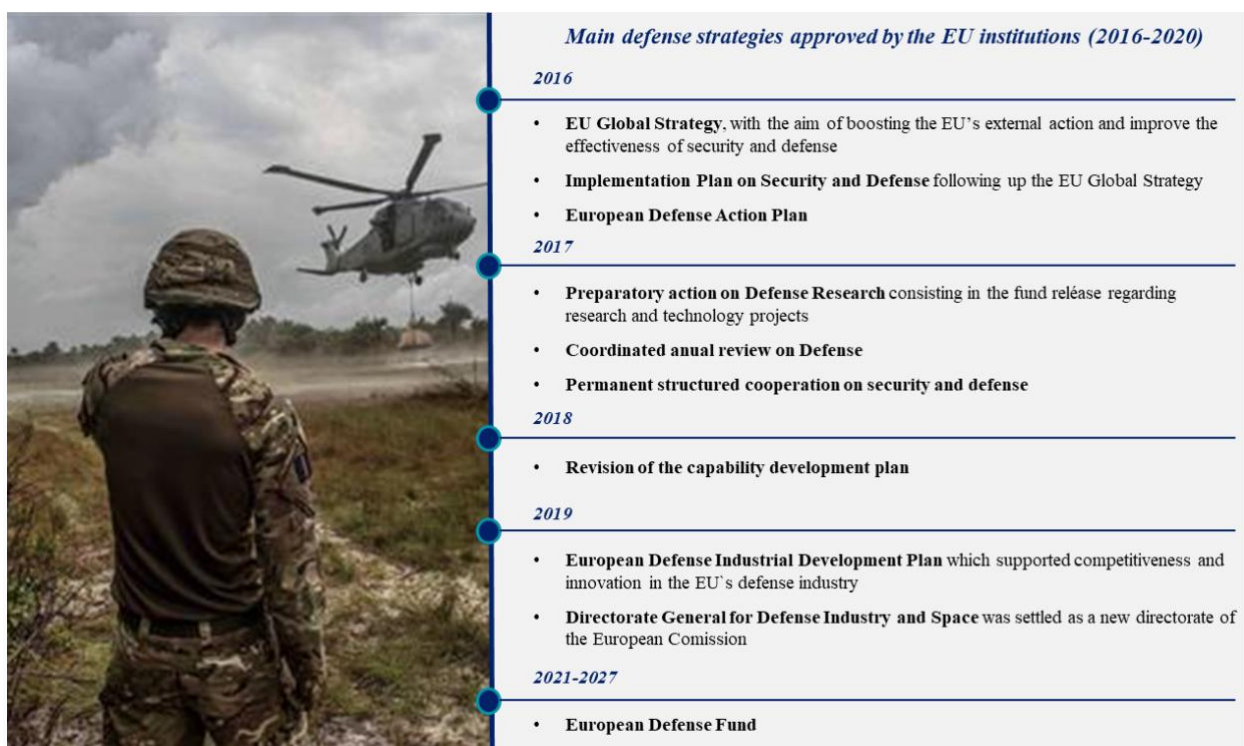 Main defense strategies approved by the EU institutions (2016-2020)
2016
• EU Global Strategy, with the aim of boosting the EU's external action and improve the
effectiveness of security and defense
• Implementation Plan on Security and Defense following up the EU Global Strategy
• European Defense Action Plan
2017
• Preparatory action on Defense Research consisting in the fund reléase regarding
research and technology projects
• Coordinated anual review on Defense
• Permanent structured cooperation on security and defense
2018
• Revision of the capability development plan
2019
• European Defense Industrial Development Plan which supported competitiveness and
innovation in the EU`s defense industry
• Directorate General for Defense Industry and Space was settled as a new directorate of
the European Comission
2021-2027
• European Defense Fund